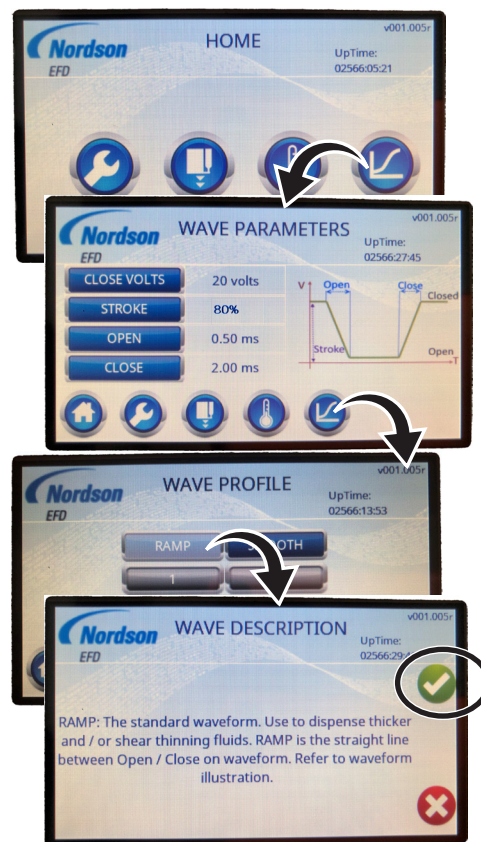 v001.005r
Nordson
EFD
HOME
UpTime:
02566:05:21
v001.005r
Nordson
EFD
WAVE PARAMETERS
UpTime:
02566:27:45
CLOSE VOLTS 20 volts
STROKE 80%
OPEN 0.50 ms
CLOSE 2.00 ms
V Open Close
Closed
Stroke
Open
T
v001.005r
Nordson
EFD
WAVE PROFILE
UpTime:
02566:13:53
RAMP
1
v001.005r
Nordson
EFD
WAVE DESCRIPTION
UpTime:
RAMP: The standard waveform. Use to dispense thicker
and / or shear thinning fluids. RAMP is the straight line
between Open / Close on waveform. Refer to waveform
illustration.